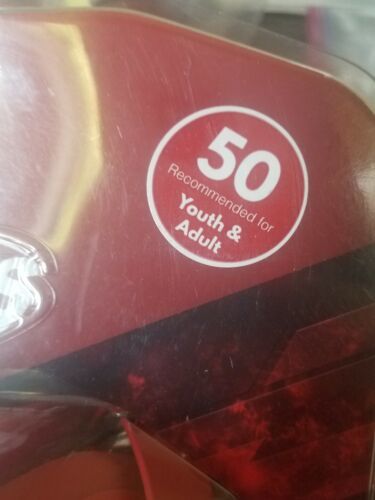 50
Recommended for
Youth &
Adult